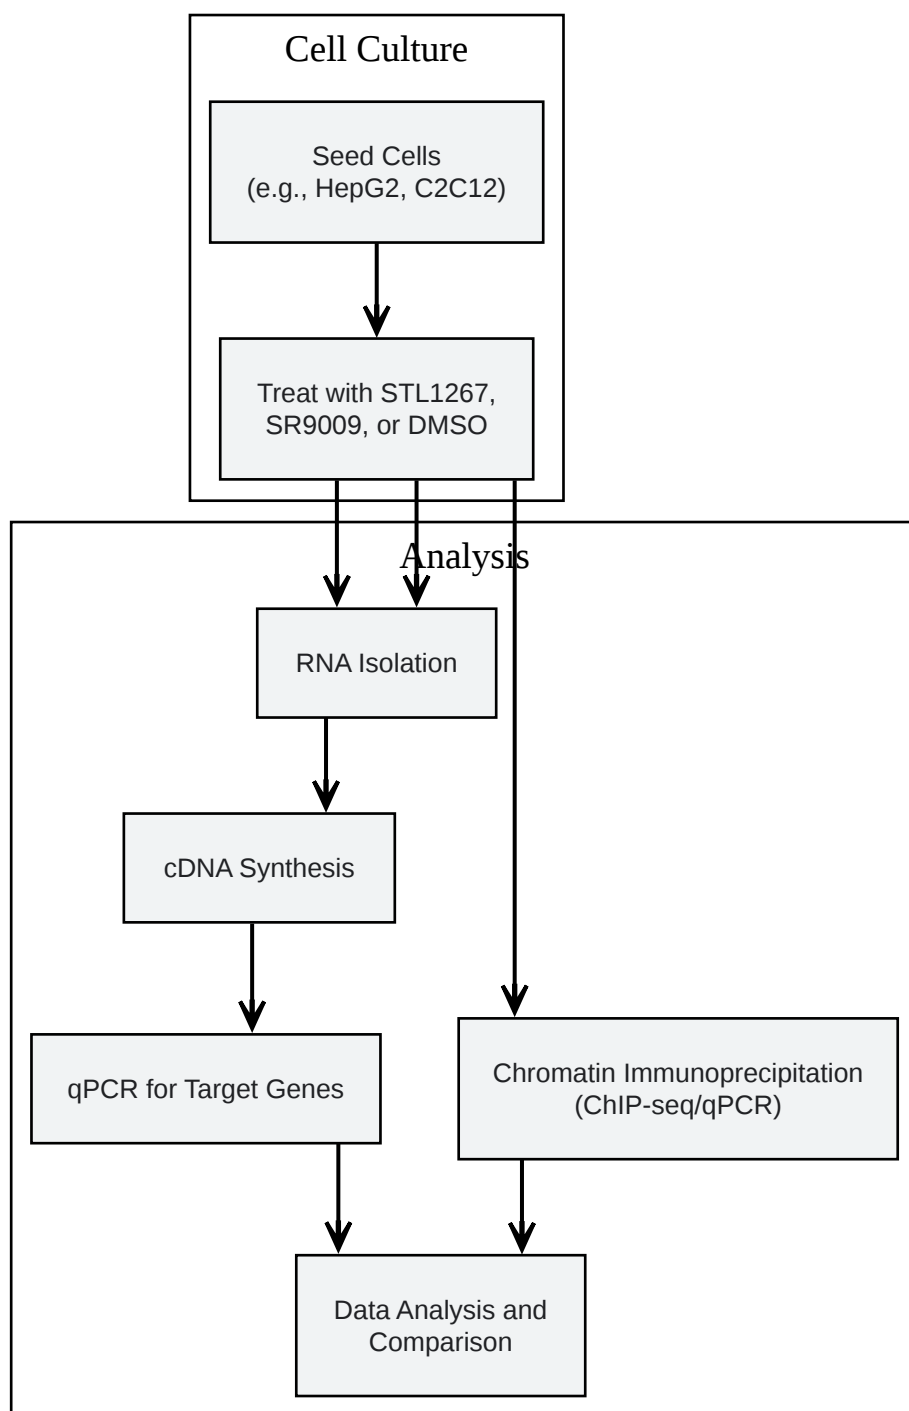 Cell Culture
Seed Cells
(e.g., HepG2, C2C12)
Treat with STL1267,
SR9009, or DMSO
Analysis
RNA Isolation
cDNA Synthesis
qPCR for Target Genes
Chromatin Immunoprecipitation
(ChIP-seq/qPCR)
Data Analysis and
Comparison